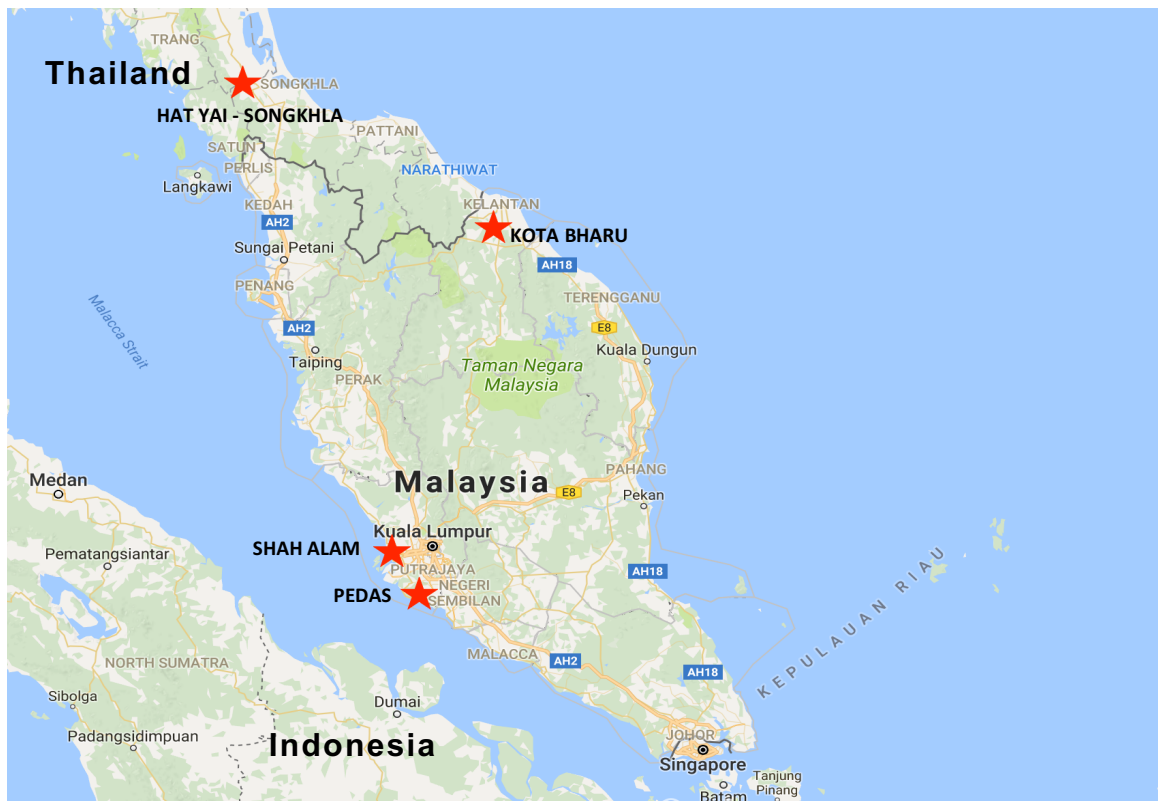 TRANG
Thailand
SONGKHLA
HAT YAI - SONGKHLA
PATTANI
SATUN
PERLIS
NARATHIWAT
Langkawi
KEDAH
KELANTAN
AH2
KOTA BHARU
Sungai Petani
AH18
PENANG
TERENGGANU
Malacca Strait
AH2
E8
Kuala Dungun
Taiping
Taman Negara
Malaysia
PERAK
PAHANG
Medan
Malaysia
E8
Pekan
Kuala Lumpur
SHAH ALAM
Pematangsiantar
PUTRAJAYA
AH18
NEGERI
SEMBILAN
PEDAS
KEPULAUAN RIAU
MALACCA
AH2
NORTH SUMATRA
AH18
Sibolga
Dumai
Padangsidimpuan
JOHOR
Indonesia
Singapore
Tanjung
Pinang
Batam